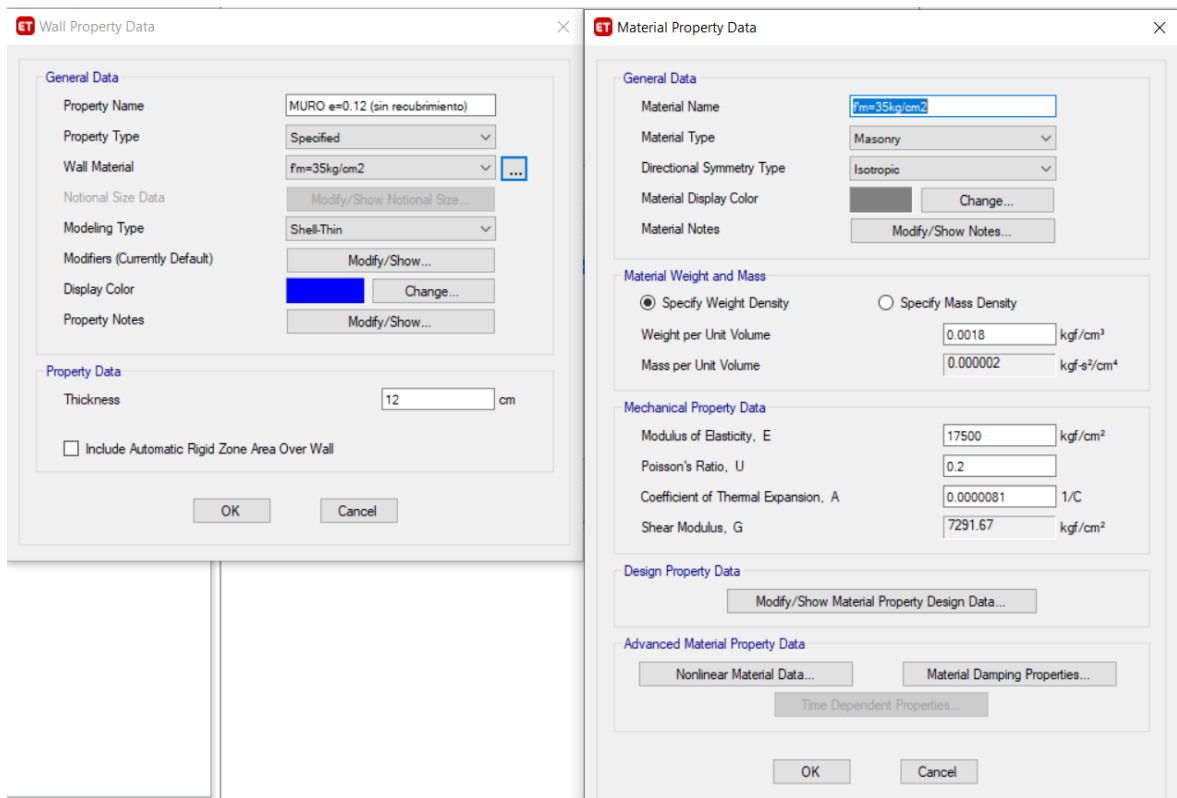 ET Wall Property Data
General Data
Property Name MURO e=0.12 (sin recubrimiento)
Property Type Specified
Wall Material f'm=35kg/cm2 ...
Notional Size Data Modify/Show Notional Size...
Modeling Type Shell-Thin
Modifiers (Currently Default) Modify/Show...
Display Color Change...
Property Notes Modify/Show...
Property Data
Thickness 12 cm
Include Automatic Rigid Zone Area Over Wall
OK Cancel
ET Material Property Data
General Data
Material Name f'm=35kg/cm2
Material Type Masonry
Directional Symmetry Type Isotropic
Material Display Color Change...
Material Notes Modify/Show Notes...
Material Weight and Mass
Specify Weight Density Specify Mass Density
Weight per Unit Volume 0.0018 kgf/cm³
Mass per Unit Volume 0.000002 kgf-s²/cm⁴
Mechanical Property Data
Modulus of Elasticity, E 17500 kgf/cm²
Poisson's Ratio, U 0.2
Coefficient of Thermal Expansion, A 0.0000081 1/C
Shear Modulus, G 7291.67 kgf/cm²
Design Property Data
Modify/Show Material Property Design Data...
Advanced Material Property Data
Nonlinear Material Data... Material Damping Properties...
Time Dependent Properties...
OK Cancel